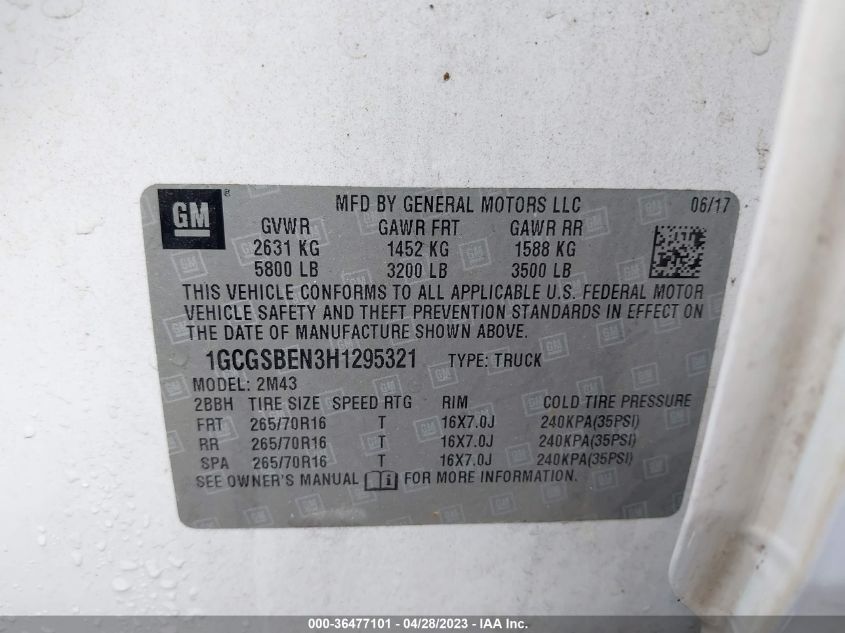 GM ® MFD BY GENERAL MOTORS LLC 06/17
GVWR GAWR FRT GAWR RR
2631 KG 1452 KG 1588 KG
5800 LB 3200 LB 3500 LB
THIS VEHICLE CONFORMS TO ALL APPLICABLE U.S. FEDERAL MOTOR
VEHICLE SAFETY AND THEFT PREVENTION STANDARDS IN EFFECT ON
THE DATE OF MANUFACTURE SHOWN ABOVE.
1GCGSBEN3H1295321 TYPE: TRUCK
MODEL: 2M43
2BBH TIRE SIZE SPEED RTG RIM COLD TIRE PRESSURE
FRT 265/70R16 T 16X7.0J 240KPA(35PSI)
RR 265/70R16 T 16X7.0J 240KPA(35PSI)
SPA 265/70R16 T 16X7.0J 240KPA(35PSI)
SEE OWNER'S MANUAL FOR MORE INFORMATION.
000-36477101 - 04/28/2023 - IAA Inc.